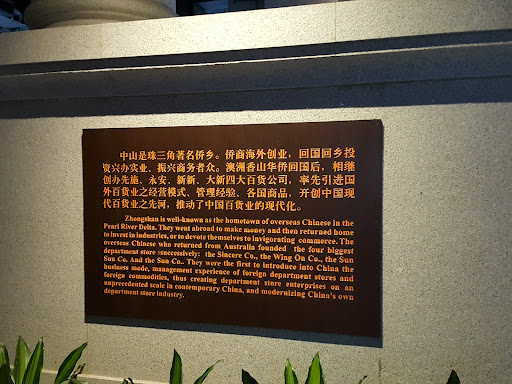 中山是珠三角著名侨乡。侨商海外创业，回国回乡投
资兴办实业、振兴商务者众。澳洲香山华侨回国后，相继
创办先施、永安、新新、大新四大百货公司，率先引进国
外百货业之经营模式、管理经验、各国商品，开创中国现
代百货业之先河，推动了中国百货业的现代化。
Zhongshan is well-known as the hometown of overseas Chinese in the
Pearl River Delta. They went abroad to make money and then returned home
to invest in industries, or to devote themselves to invigorating commerce. The
overseas Chinese who returned from Australia founded the four biggest
department store isuccessively: the Sincere Co., the Wing On Co., the Sun
Sun Co. And the Sun Co.. They were the first to introduce into China the
business mode, management experience of foreign department stores and
foreign commodities, thus creating department store enterprises on an
unprecedented scale in contemporary China, and modernizing China's own
department store industry.